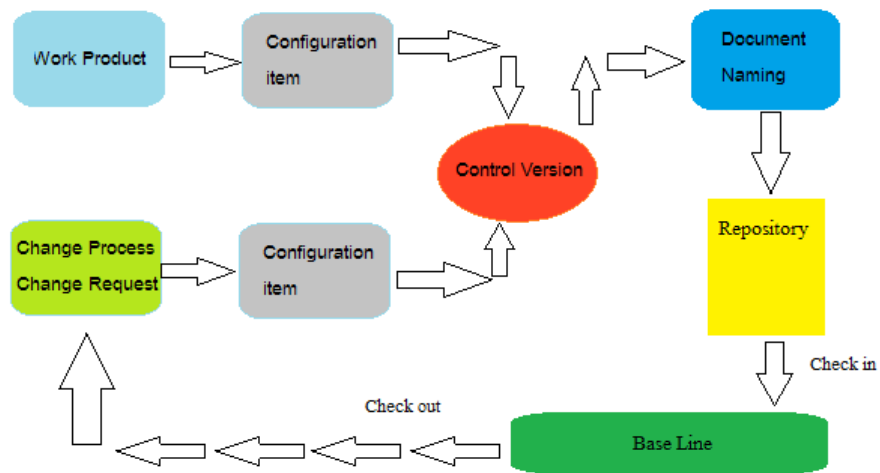 Work Product
Configuration
item
Document
Naming
Control Version
Change Process
Change Request
Configuration
item
Repository
Check in
Check out
Base Line